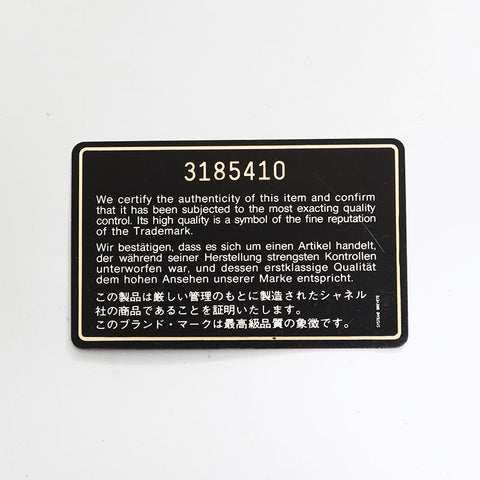 3185410
We certify the authenticity of this item and confirm
that it has been subjected to the most exacting quality
control. Its high quality is a symbol of the fine reputation
of the Trademark.
Wir bestätigen, dass es sich um einen Artikel handelt,
der während seiner Herstellung strengsten Kontrollen
unterworfen war, und dessen erstklassige Qualität
dem hohen Ansehen unserer Marke entspricht.
この製品は厳しい管理のもとに製造されたシャネル
社の商品であることを証明いたします。
このブランド・マークは最高級品質の象徴です。